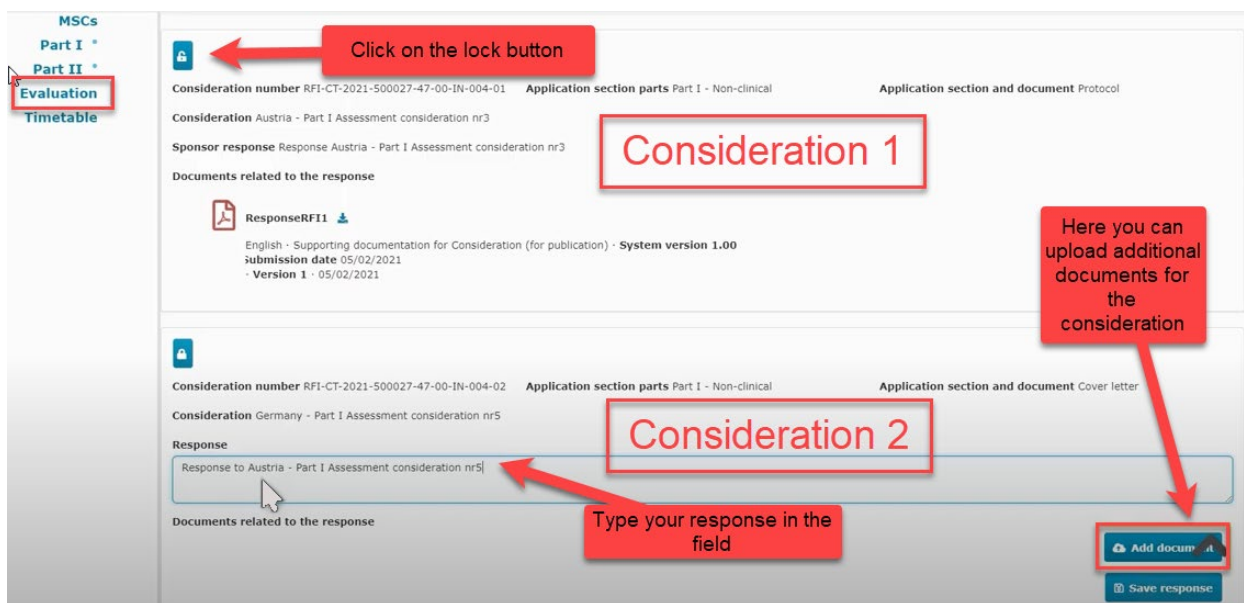 MSCs
Part I
Part II
Evaluation
Timetable
Click on the lock button
Consideration number RFI-CT-2021-500027-47-00-IN-004-01 Application section parts Part I - Non-clinical Application section and document Protocol
Consideration Austria - Part I Assessment consideration nr3
Consideration 1
Sponsor response Response Austria - Part I Assessment consideration nr3
Documents related to the response
ResponseRFI1
English · Supporting documentation for Consideration (for publication) · System version 1.00
Submission date 05/02/2021
· Version 1 · 05/02/2021
Here you can
upload additional
documents for
the
consideration
Consideration number RFI-CT-2021-500027-47-00-IN-004-02 Application section parts Part I - Non-clinical Application section and document Cover letter
Consideration Germany - Part I Assessment consideration nr5
Consideration 2
Response
Response to Austria - Part I Assessment consideration nr5
Documents related to the response
Type your response in the
field
Add document
Save response